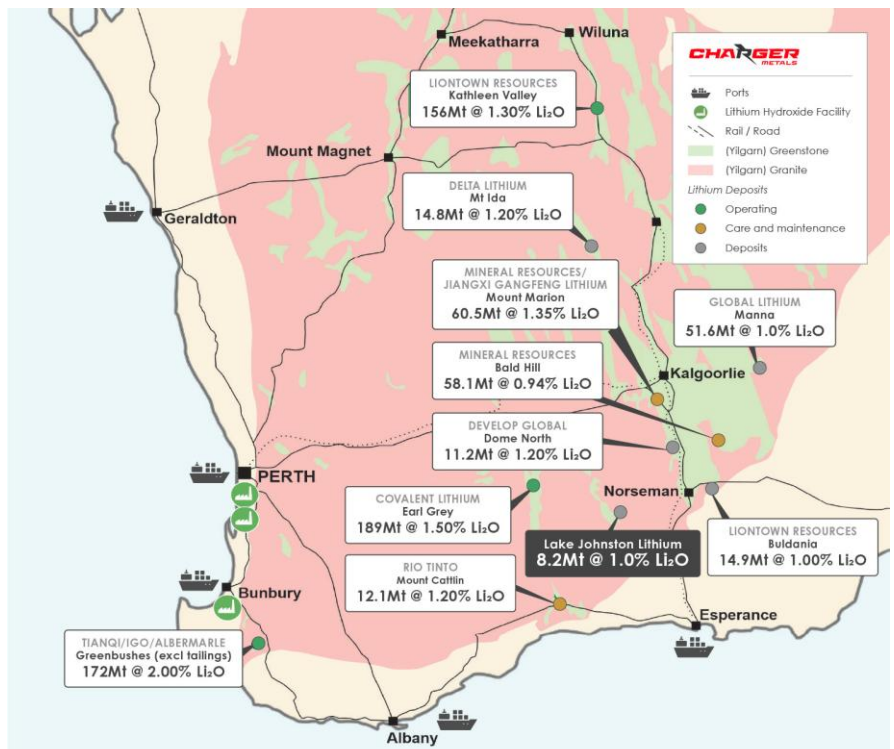 Meekatharra
Wiluna
CHARGER
METALS
Ports
Lithium Hydroxide Facility
Rail / Road
(Yilgarn) Greenstone
(Yilgarn) Granite
Lithium Deposits
Operating
Care and maintenance
Deposits
LIONTOWN RESOURCES
Kathleen Valley
156Mt @ 1.30% Li₂O
Mount Magnet
DELTA LITHIUM
Mt Ida
14.8Mt @ 1.20% Li₂O
Geraldton
MINERAL RESOURCES/
JIANGXI GANGFENG LITHIUM
Mount Marion
60.5Mt @ 1.35% Li₂O
GLOBAL LITHIUM
Manna
51.6Mt @ 1.0% Li₂O
MINERAL RESOURCES
Bald Hill
58.1Mt @ 0.94% Li₂O
Kalgoorlie
DEVELOP GLOBAL
Dome North
11.2Mt @ 1.20% Li₂O
PERTH
COVALENT LITHIUM
Earl Grey
189Mt @ 1.50% Li₂O
Norseman
LIONTOWN RESOURCES
Buldania
14.9Mt @ 1.00% Li₂O
Lake Johnston Lithium
8.2Mt @ 1.0% Li₂O
RIO TINTO
Mount Cattlin
12.1Mt @ 1.20% Li₂O
Bunbury
Esperance
TIANQI/IGO/ALBERMARLE
Greenbushes (excl tailings)
172Mt @ 2.00% Li₂O
Albany